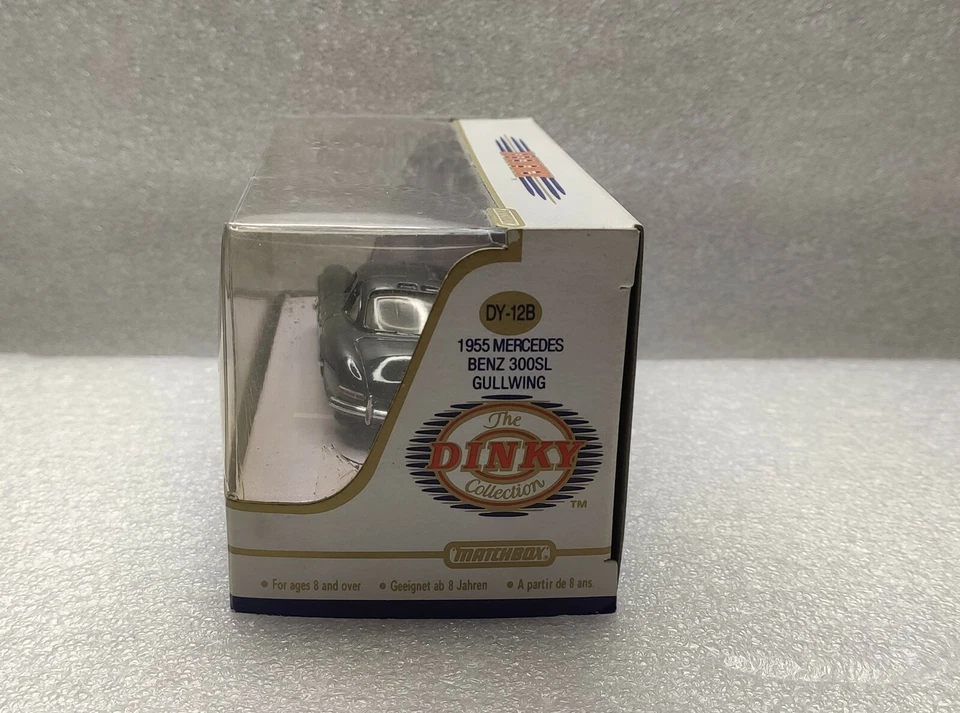 DINKY
DY-12B
1955 MERCEDES
BENZ 300SL
GULLWING
The
DINKY
Collection
TM
MATCHBOX
• For ages 8 and over • Geeignet ab 8 Jahren • A partir de 8 ans.